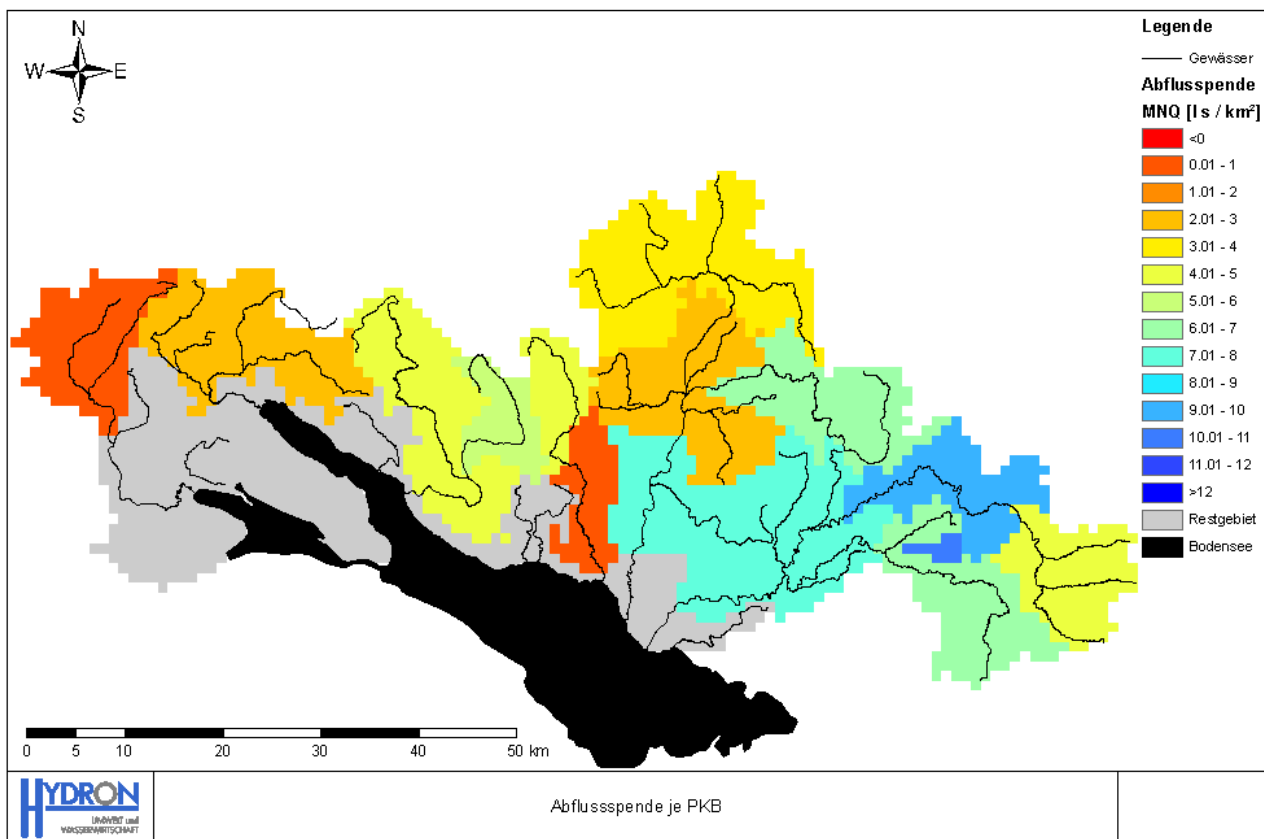 N
W E
S
Legende
Gewässer
Abflusspende
MNQ [l s / km²]
<0
0.01 - 1
1.01 - 2
2.01 - 3
3.01 - 4
4.01 - 5
5.01 - 6
6.01 - 7
7.01 - 8
8.01 - 9
9.01 - 10
10.01 - 11
11.01 - 12
>12
Restgebiet
Bodensee
0 5 10 20 30 40 50 km
HYDRON
UMWELT und
WASSERWIRTSCHAFT
Abflussspende je PKB